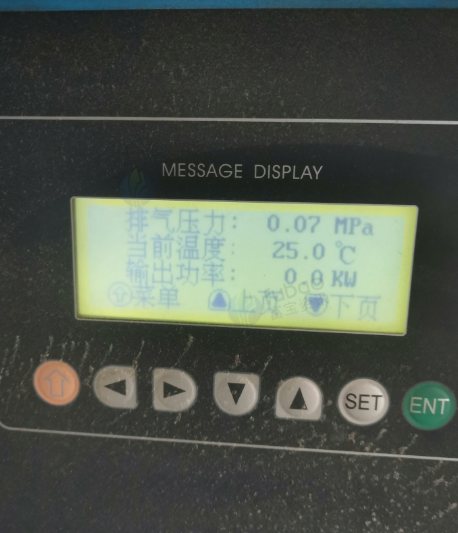 MESSAGE DISPLAY
排气压力: 0.07 MPa
当前温度: 25.0 ℃
输出功率: 0.0 KW
菜单 上页 下页
SET ENT